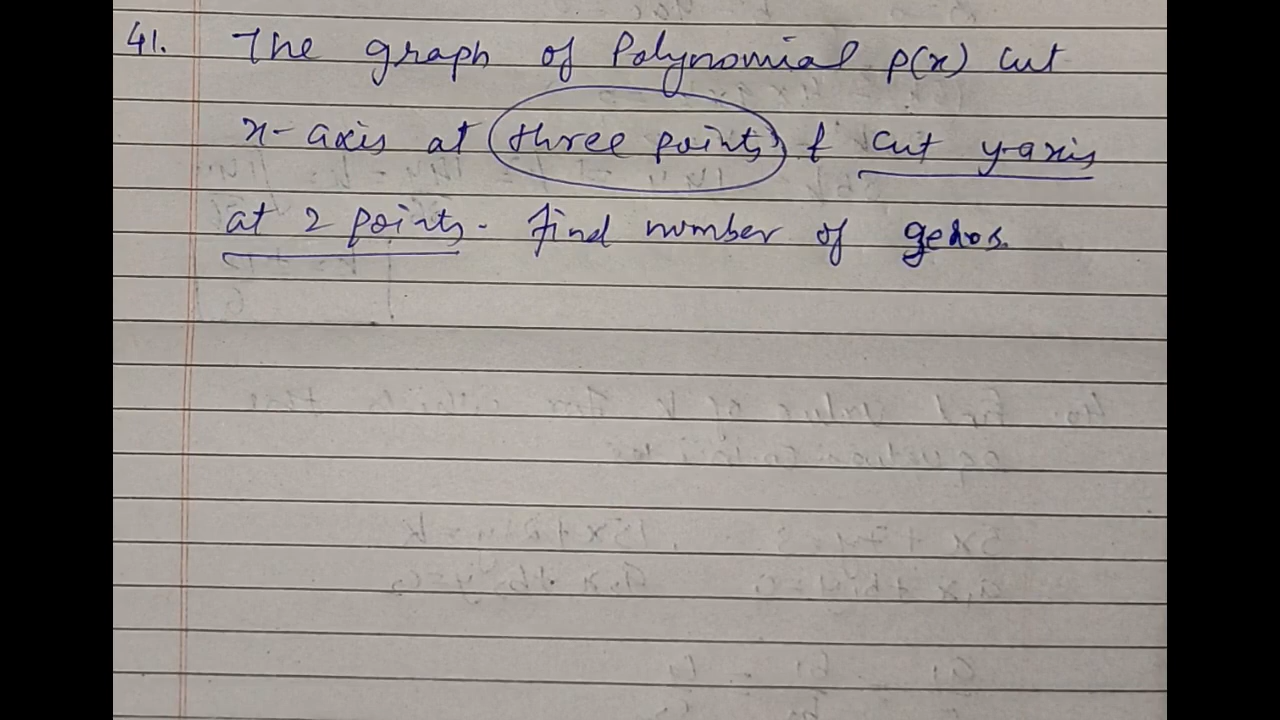 41. The graph of Polynomial p(x) cut
x-axis at three points & cut y-axis
at 2 points. Find number of zeros.